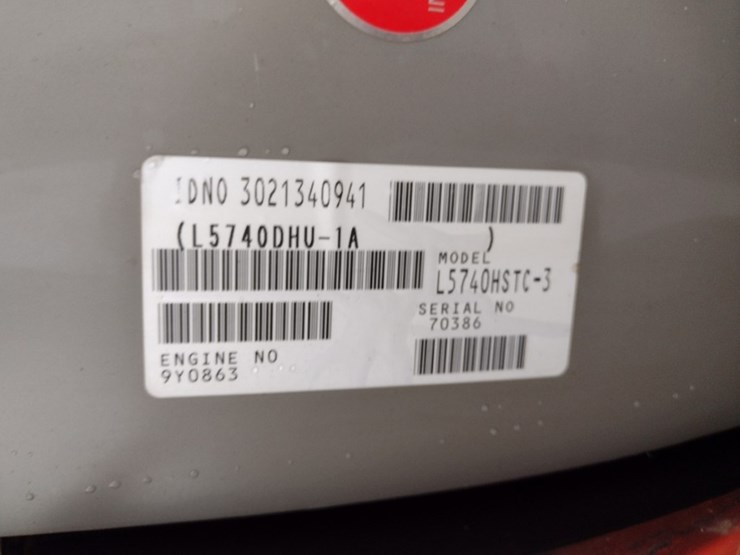 IDNO 3021340941
(L5740DHU-1A )
MODEL
L5740HSTC-3
SERIAL NO
70386
ENGINE NO
9Y0863